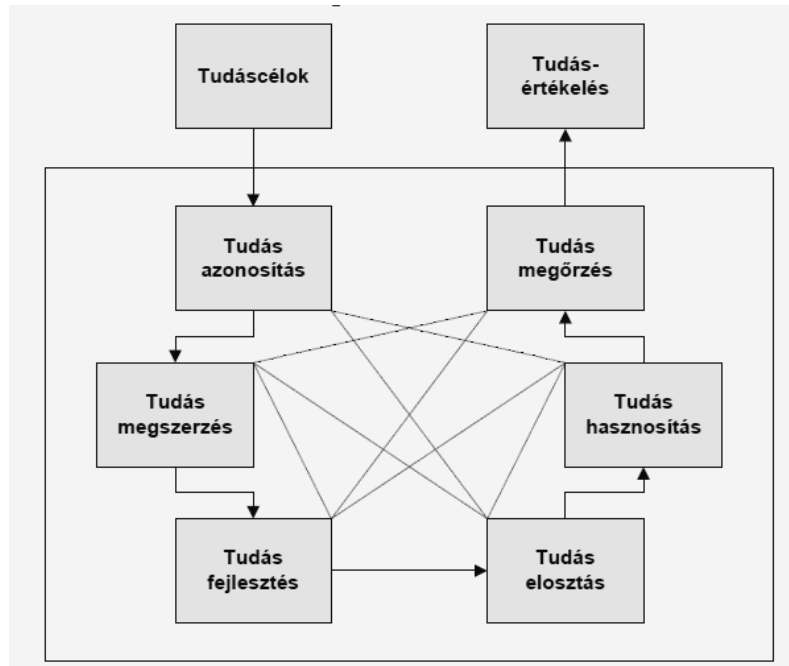 Tudáscélok
Tudás-
értékelés
Tudás
azonosítás
Tudás
megőrzés
Tudás
megszerzés
Tudás
hasznosítás
Tudás
fejlesztés
Tudás
elosztás